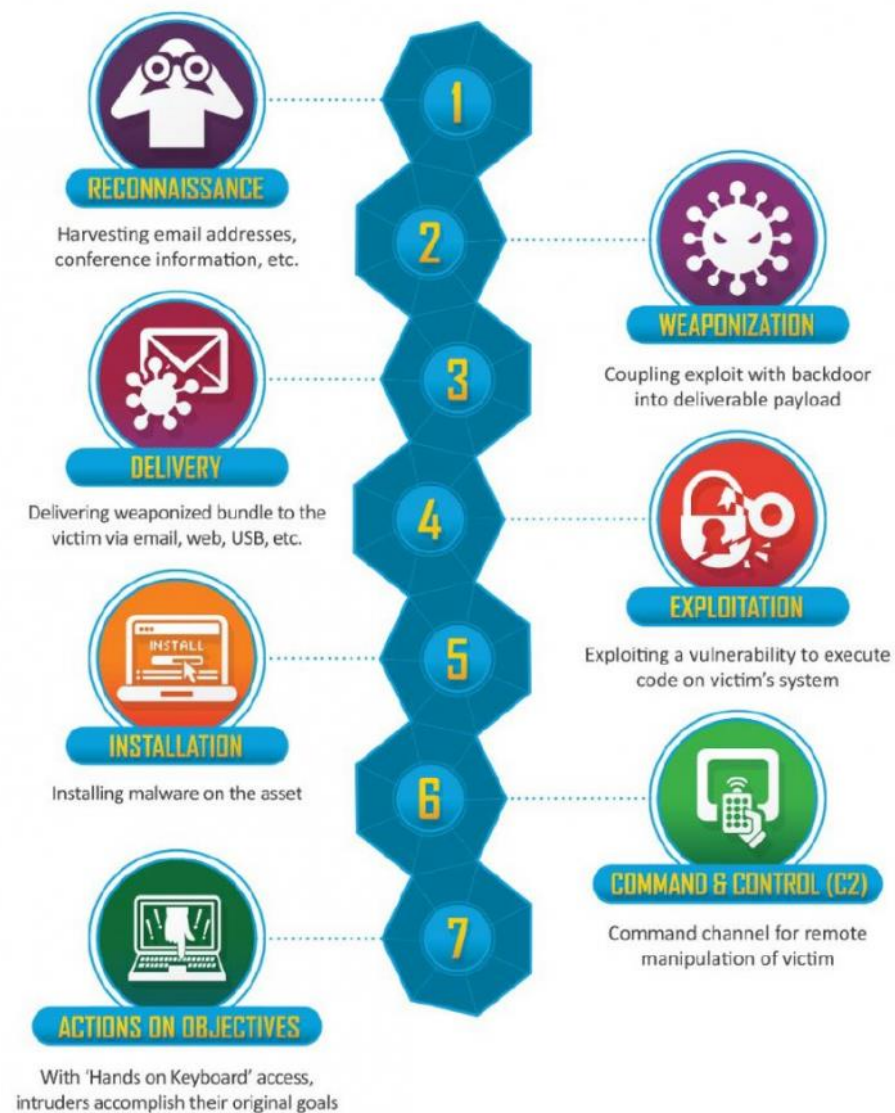 1
RECONNAISSANCE
Harvesting email addresses,
conference information, etc.
2
WEAPONIZATION
Coupling exploit with backdoor
into deliverable payload
3
DELIVERY
Delivering weaponized bundle to the
victim via email, web, USB, etc.
4
EXPLOITATION
Exploiting a vulnerability to execute
code on victim's system
5
INSTALL
INSTALLATION
Installing malware on the asset
6
COMMAND & CONTROL (C2)
Command channel for remote
manipulation of victim
7
ACTIONS ON OBJECTIVES
With 'Hands on Keyboard' access,
intruders accomplish their original goals